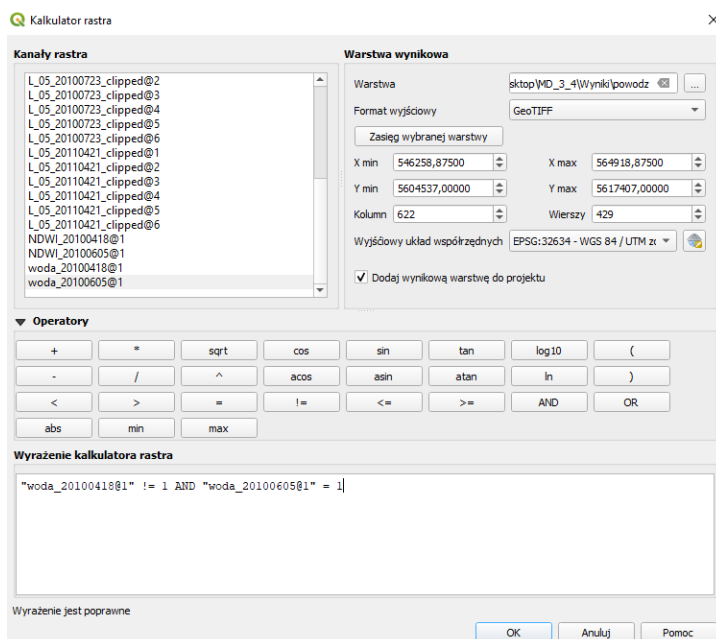 Kalkulator rastra
Kanały rastra
L_05_20100723_clipped@2
L_05_20100723_clipped@3
L_05_20100723_clipped@4
L_05_20100723_clipped@5
L_05_20100723_clipped@6
L_05_20110421_clipped@1
L_05_20110421_clipped@2
L_05_20110421_clipped@3
L_05_20110421_clipped@4
L_05_20110421_clipped@5
L_05_20110421_clipped@6
NDWI_20100418@1
NDWI_20100605@1
woda_20100418@1
woda_20100605@1
Warstwa wynikowa
Warstwa sktop\MD_3_4\Wyniki\powodz ...
Format wyjściowy GeoTIFF
Zasięg wybranej warstwy
X min 546258,87500 X max 564918,87500
Y min 5604537,00000 Y max 5617407,00000
Kolumn 622 Wierszy 429
Wyjśćiowy układ współrzędnych EPSG:32634 - WGS 84 / UTM zc
Dodaj wynikową warstwę do projektu
Operatory
+ * sqrt cos sin tan log10 (
- / ^ acos asin atan ln )
< > = != <= >= AND OR
abs min max
Wyrażenie kalkulatora rastra
"woda_20100418@1" != 1 AND "woda_20100605@1" = 1
Wyrażenie jest poprawne
OK Anuluj Pomoc